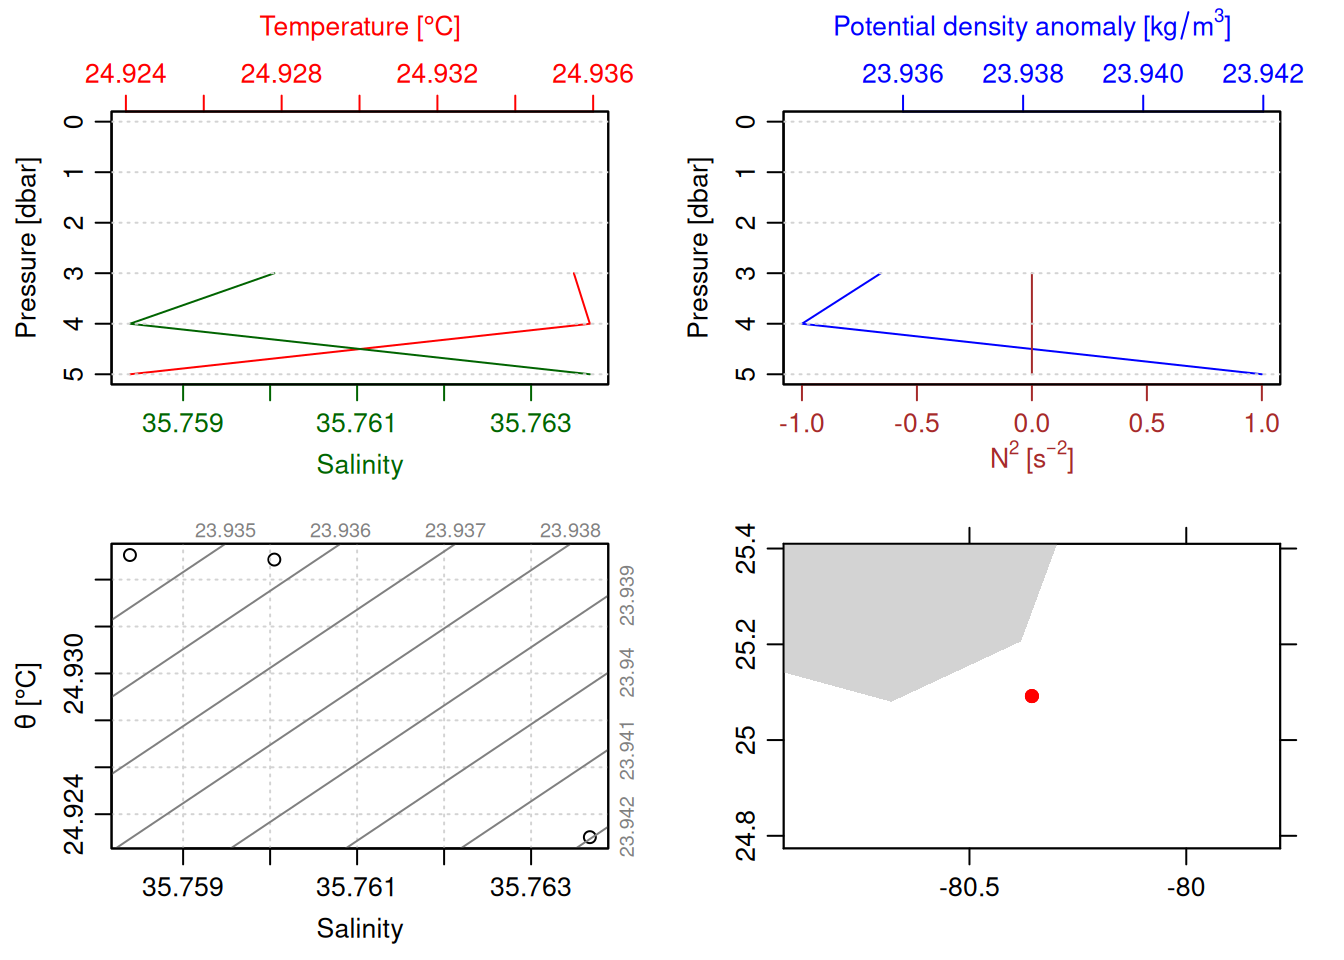 Temperature [°C]
24.924 24.928 24.932 24.936
Pressure [dbar]
0
1
2
3
4
5
35.759 35.761 35.763
Salinity
Potential density anomaly [kg/m³]
23.936 23.938 23.940 23.942
Pressure [dbar]
0
1
2
3
4
5
-1.0 -0.5 0.0 0.5 1.0
N² [s⁻²]
23.935 23.936 23.937 23.938
23.939
23.94
23.941
23.942
θ [°C]
24.930
24.924
35.759 35.761 35.763
Salinity
25.4
25.2
25
24.8
-80.5 -80